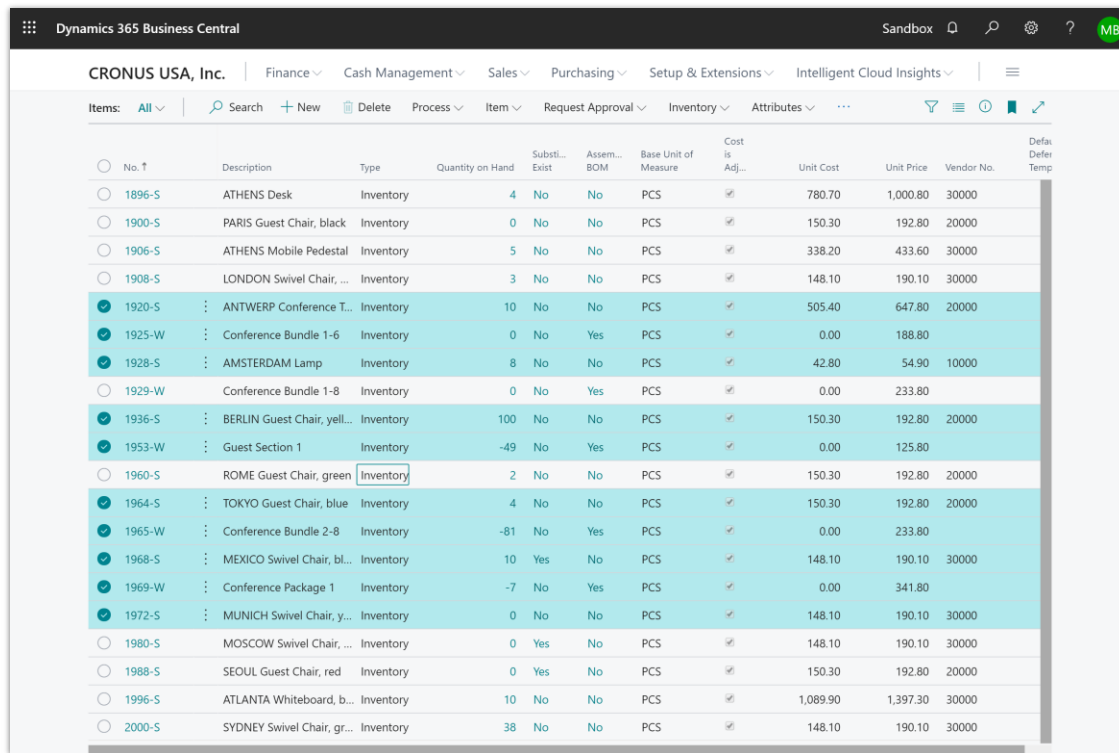 Dynamics 365 Business Central Sandbox ? MB
CRONUS USA, Inc. Finance Cash Management Sales Purchasing Setup & Extensions Intelligent Cloud Insights
Items: All Search New Delete Process Item Request Approval Inventory Attributes ...
No. ↑ Description Type Quantity on Hand Substi... Exist Assem... BOM Base Unit of Measure Cost is Adj... Unit Cost Unit Price Vendor No. Defau Defer Temp
1896-S ATHENS Desk Inventory 4 No No PCS 780.70 1,000.80 30000
1900-S PARIS Guest Chair, black Inventory 0 No No PCS 150.30 192.80 20000
1906-S ATHENS Mobile Pedestal Inventory 5 No No PCS 338.20 433.60 30000
1908-S LONDON Swivel Chair, ... Inventory 3 No No PCS 148.10 190.10 30000
1920-S ANTWERP Conference T... Inventory 10 No No PCS 505.40 647.80 20000
1925-W Conference Bundle 1-6 Inventory 0 No Yes PCS 0.00 188.80
1928-S AMSTERDAM Lamp Inventory 8 No No PCS 42.80 54.90 10000
1929-W Conference Bundle 1-8 Inventory 0 No Yes PCS 0.00 233.80
1936-S BERLIN Guest Chair, yell... Inventory 100 No No PCS 150.30 192.80 20000
1953-W Guest Section 1 Inventory -49 No Yes PCS 0.00 125.80
1960-S ROME Guest Chair, green Inventory 2 No No PCS 150.30 192.80 20000
1964-S TOKYO Guest Chair, blue Inventory 4 No No PCS 150.30 192.80 20000
1965-W Conference Bundle 2-8 Inventory -81 No Yes PCS 0.00 233.80
1968-S MEXICO Swivel Chair, bl... Inventory 10 Yes No PCS 148.10 190.10 30000
1969-W Conference Package 1 Inventory -7 No Yes PCS 0.00 341.80
1972-S MUNICH Swivel Chair, y... Inventory 0 No No PCS 148.10 190.10 30000
1980-S MOSCOW Swivel Chair, ... Inventory 0 Yes No PCS 148.10 190.10 30000
1988-S SEOUL Guest Chair, red Inventory 0 Yes No PCS 150.30 192.80 20000
1996-S ATLANTA Whiteboard, b... Inventory 10 No No PCS 1,089.90 1,397.30 30000
2000-S SYDNEY Swivel Chair, gr... Inventory 38 No No PCS 148.10 190.10 30000